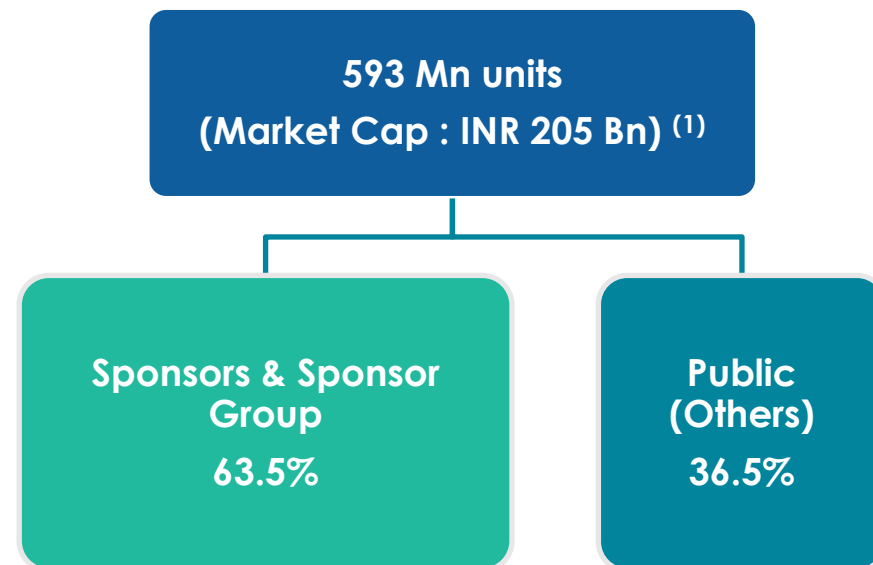 593 Mn units
(Market Cap : INR 205 Bn) (1)
Sponsors & Sponsor
Group
63.5%
Public
(Others)
36.5%